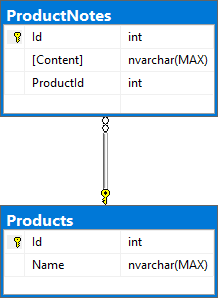 ProductNotes
Id int
[Content] nvarchar(MAX)
ProductId int
Products
Id int
Name nvarchar(MAX)